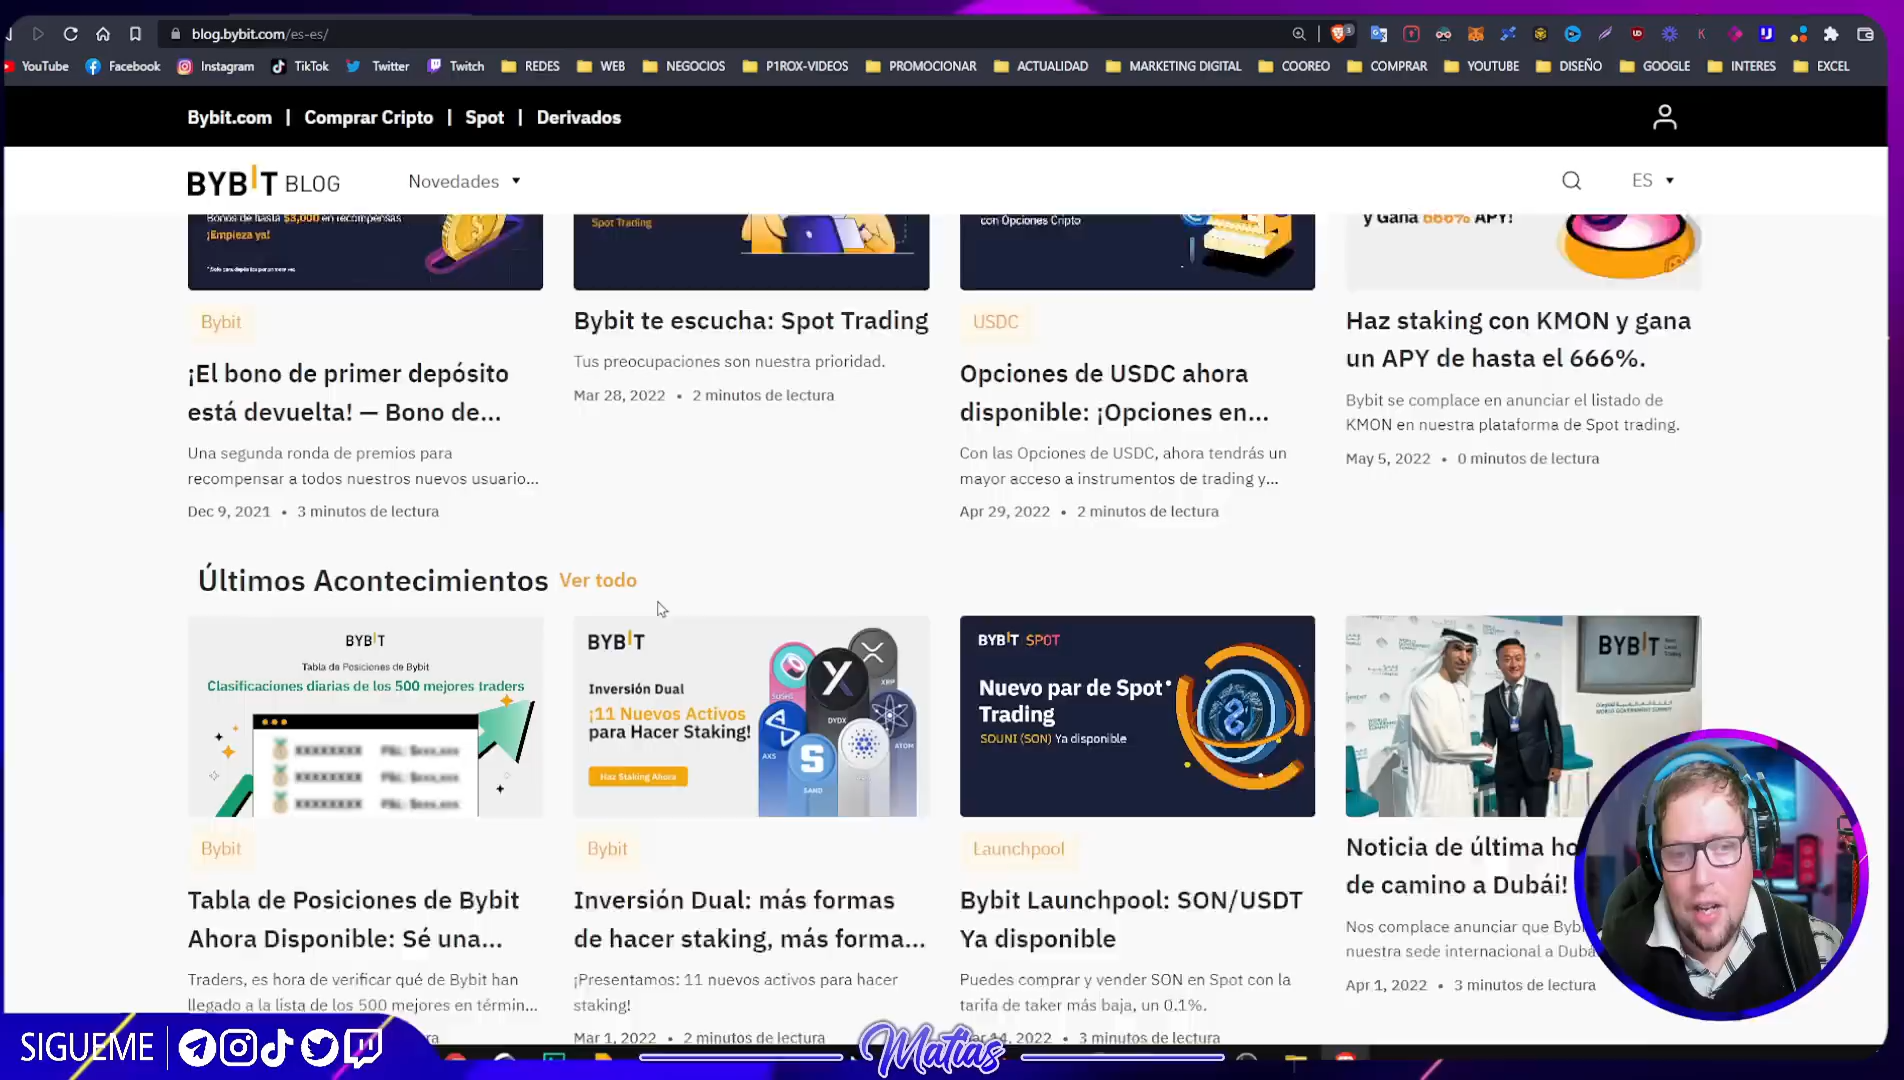 blog.bybit.com/es-es/
YouTube
Facebook
Instagram
TikTok
Twitter
Twitch
REDES
WEB
NEGOCIOS
P1ROX-VIDEOS
PROMOCIONAR
ACTUALIDAD
MARKETING DIGITAL
COOREO
COMPRAR
YOUTUBE
DISEÑO
GOOGLE
INTERES
EXCEL
Bybit.com | Comprar Cripto | Spot | Derivados
BYBIT BLOG
Novedades
ES
Bonos de hasta $3,000 en recompensas
¡Empieza ya!
Spot Trading
con Opciones Cripto
y Gana 666% APY!
Bybit
¡El bono de primer depósito
está devuelta! — Bono de...
Una segunda ronda de premios para
recompensar a todos nuestros nuevos usuario...
Dec 9, 2021 • 3 minutos de lectura
Bybit te escucha: Spot Trading
Tus preocupaciones son nuestra prioridad.
Mar 28, 2022 • 2 minutos de lectura
USDC
Opciones de USDC ahora
disponible: ¡Opciones en...
Con las Opciones de USDC, ahora tendrás un
mayor acceso a instrumentos de trading y...
Apr 29, 2022 • 2 minutos de lectura
Haz staking con KMON y gana
un APY de hasta el 666%.
Bybit se complace en anunciar el listado de
KMON en nuestra plataforma de Spot trading.
May 5, 2022 • 0 minutos de lectura
Últimos Acontecimientos Ver todo
BYBIT
Tabla de Posiciones de Bybit
Clasificaciones diarias de los 500 mejores traders
Bybit
Tabla de Posiciones de Bybit
Ahora Disponible: Sé una...
Traders, es hora de verificar qué de Bybit han
llegado a la lista de los 500 mejores en términ...
BYBIT
Inversión Dual
¡11 Nuevos Activos
para Hacer Staking!
Haz Staking Ahora
AXS
SAND
DYDX
XRP
ATOM
Bybit
Inversión Dual: más formas
de hacer staking, más forma...
¡Presentamos: 11 nuevos activos para hacer
staking!
Mar 1, 2022 • 2 minutos de lectura
BYBIT SPOT
Nuevo par de Spot
Trading
SOUNI (SON) Ya disponible
Launchpool
Bybit Launchpool: SON/USDT
Ya disponible
Puedes comprar y vender SON en Spot con la
tarifa de taker más baja, un 0.1%.
14, 2022 • 3 minutos de lectura
BYBIT
WORLD GOVERNMENT SUMMIT
Noticia de última ho
de camino a Dubái!
Nos complace anunciar que Byb
nuestra sede internacional a Dubá
Apr 1, 2022 • 3 minutos de lectura
SIGUEME
Matias